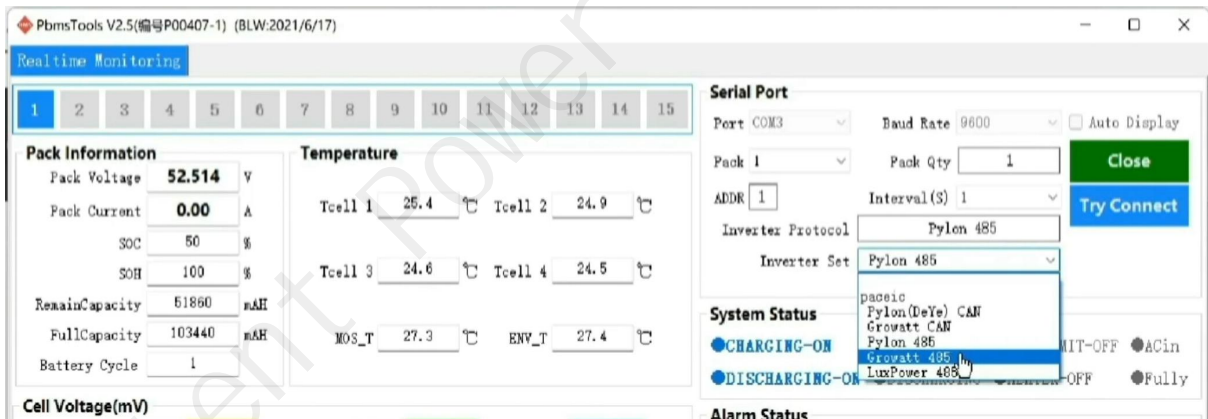 PbmsTools V2.5(编号P00407-1) (BLW:2021/6/17)
Realtime Monitoring
1 2 3 4 5 6 7 8 9 10 11 12 13 14 15
Pack Information
Pack Voltage 52.514 V
Pack Current 0.00 A
SOC 50 %
SOH 100 %
RemainCapacity 51860 mAH
FullCapacity 103440 mAH
Battery Cycle 1
Temperature
Tcell 1 25.4 ℃ Tcell 2 24.9 ℃
Tcell 3 24.6 ℃ Tcell 4 24.5 ℃
MOS_T 27.3 ℃ ENV_T 27.4 ℃
Serial Port
Port COM3 Baud Rate 9600 Auto Display
Pack 1 Pack Qty 1 Close
ADDR 1 Interval(S) 1 Try Connect
Inverter Protocol Pylon 485
Inverter Set Pylon 485
paceic
Pylon(DeYe) CAN
Growatt CAN
Pylon 485
Growatt 485
LuxPower 485
System Status
CHARGING-ON MIT-OFF ACin
DISCHARGING-ON -OFF Fully
Cell Voltage(mV)
Alarm Status
ent Power